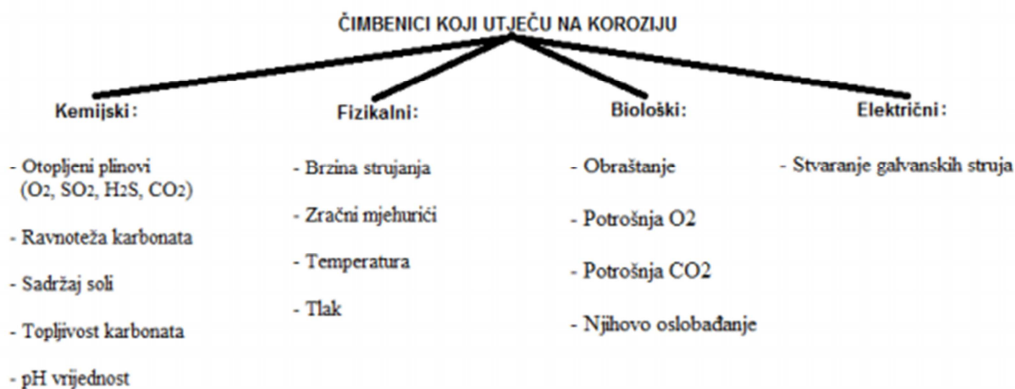 ČIMBENICI KOJI UTJEČU NA KOROZIJU
Kemijski:
- Otopljeni plinovi
(O2, SO2, H2S, CO2)
- Ravnoteža karbonata
- Sadržaj soli
- Topljivost karbonata
- pH vrijednost
Fizikalni:
- Brzina strujanja
- Zračni mjehurići
- Temperatura
- Tlak
Biološki:
- Obraštanje
- Potrošnja O2
- Potrošnja CO2
- Njihovo oslobađanje
Električni:
- Stvaranje galvanskih struja